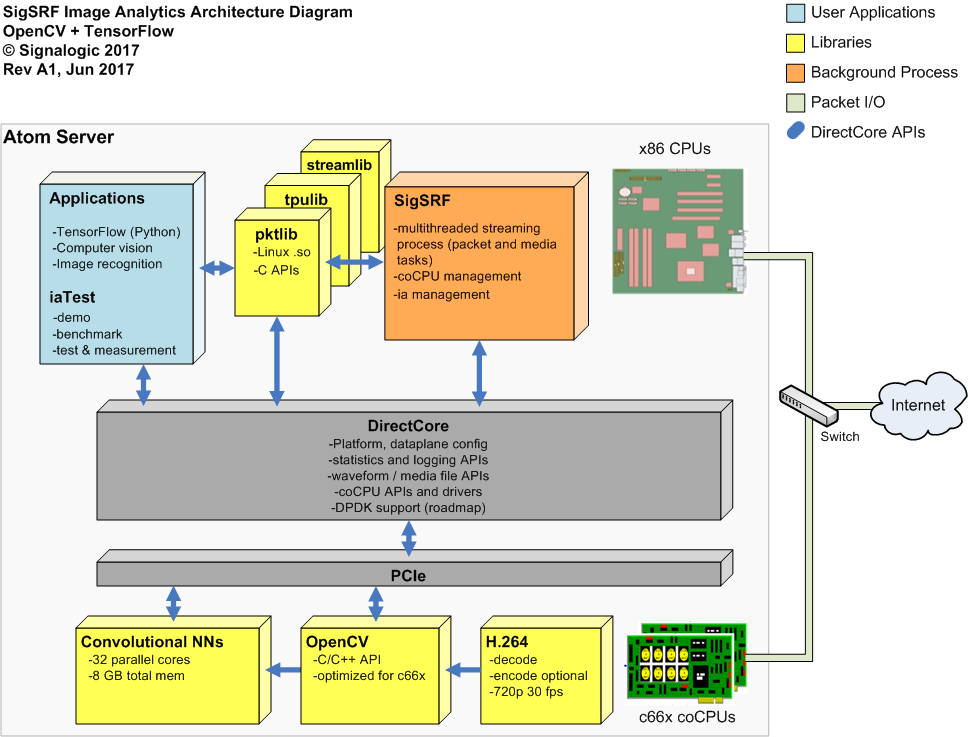 SigSRF Image Analytics Architecture Diagram
OpenCV + TensorFlow
© Signalogic 2017
Rev A1, Jun 2017
User Applications
Libraries
Background Process
Packet I/O
DirectCore APIs
Atom Server
Applications
-TensorFlow (Python)
-Computer vision
-Image recognition
iaTest
-demo
-benchmark
-test & measurement
streamlib
tpulib
pktlib
-Linux .so
-C APIs
SigSRF
-multithreaded streaming
process (packet and media
tasks)
-coCPU management
-ia management
x86 CPUs
Internet
Switch
DirectCore
-Platform, dataplane config
-statistics and logging APIs
-waveform / media file APIs
-coCPU APIs and drivers
-DPDK support (roadmap)
PCIe
Convolutional NNs
-32 parallel cores
-8 GB total mem
OpenCV
-C/C++ API
-optimized for c66x
H.264
-decode
-encode optional
-720p 30 fps
c66x coCPUs